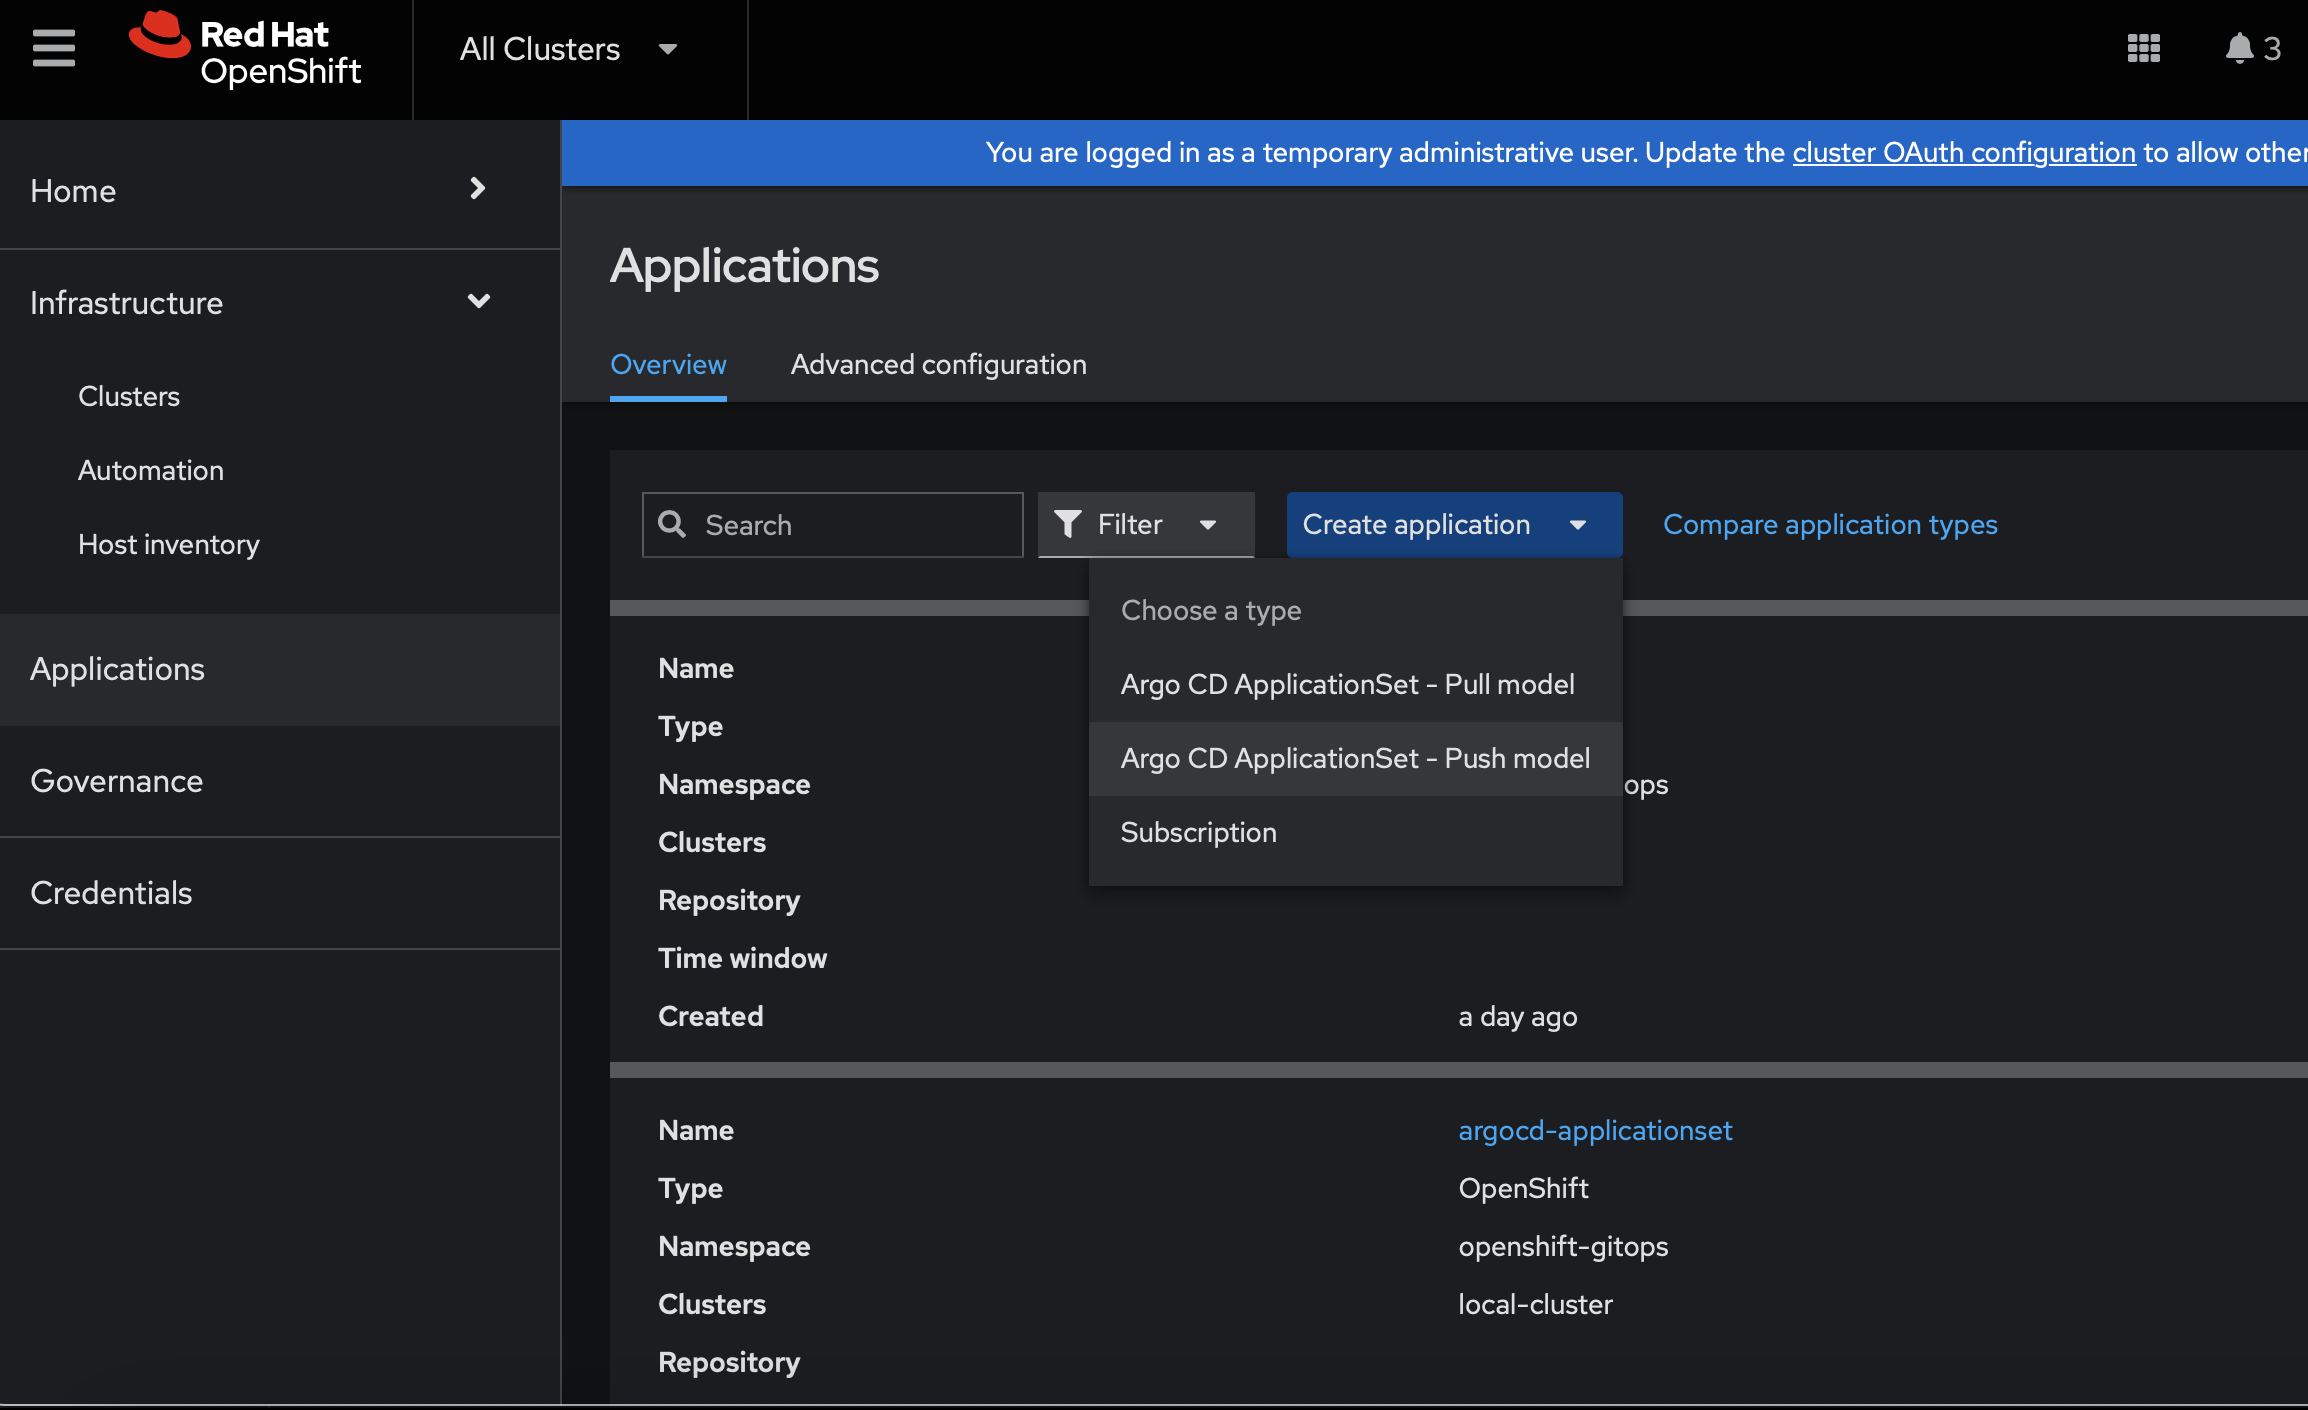 Red Hat
OpenShift
All Clusters
3
You are logged in as a temporary administrative user. Update the cluster OAuth configuration to allow other
Home
Infrastructure
Clusters
Automation
Host inventory
Applications
Governance
Credentials
Applications
Overview
Advanced configuration
Search
Filter
Create application
Compare application types
Choose a type
Argo CD ApplicationSet - Pull model
Argo CD ApplicationSet - Push model
Subscription
Name
Type
Namespace
ops
Clusters
Repository
Time window
Created
a day ago
Name
argocd-applicationset
Type
OpenShift
Namespace
openshift-gitops
Clusters
local-cluster
Repository